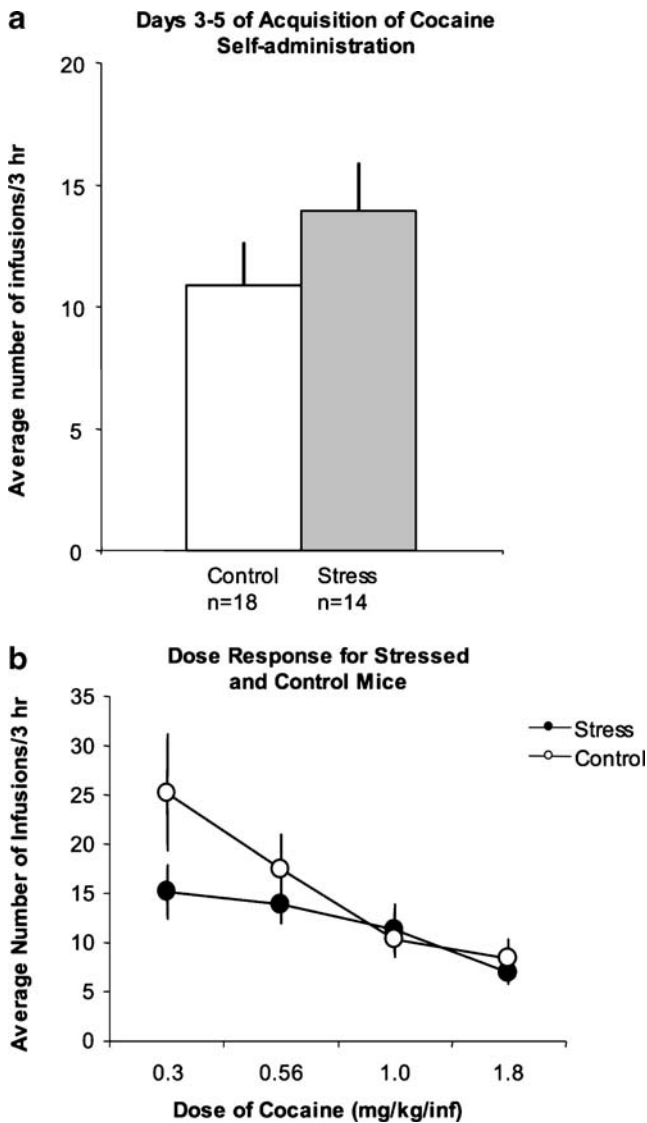 a
Days 3-5 of Acquisition of Cocaine
Self-administration
Average number of infusions/3 hr
20
15
10
5
0
Control Stress
n=18 n=14
b
Dose Response for Stressed
and Control Mice
Average Number of Infusions/3 hr
35
30
25
20
15
10
5
0
Stress
Control
0.3 0.56 1.0 1.8
Dose of Cocaine (mg/kg/inf)